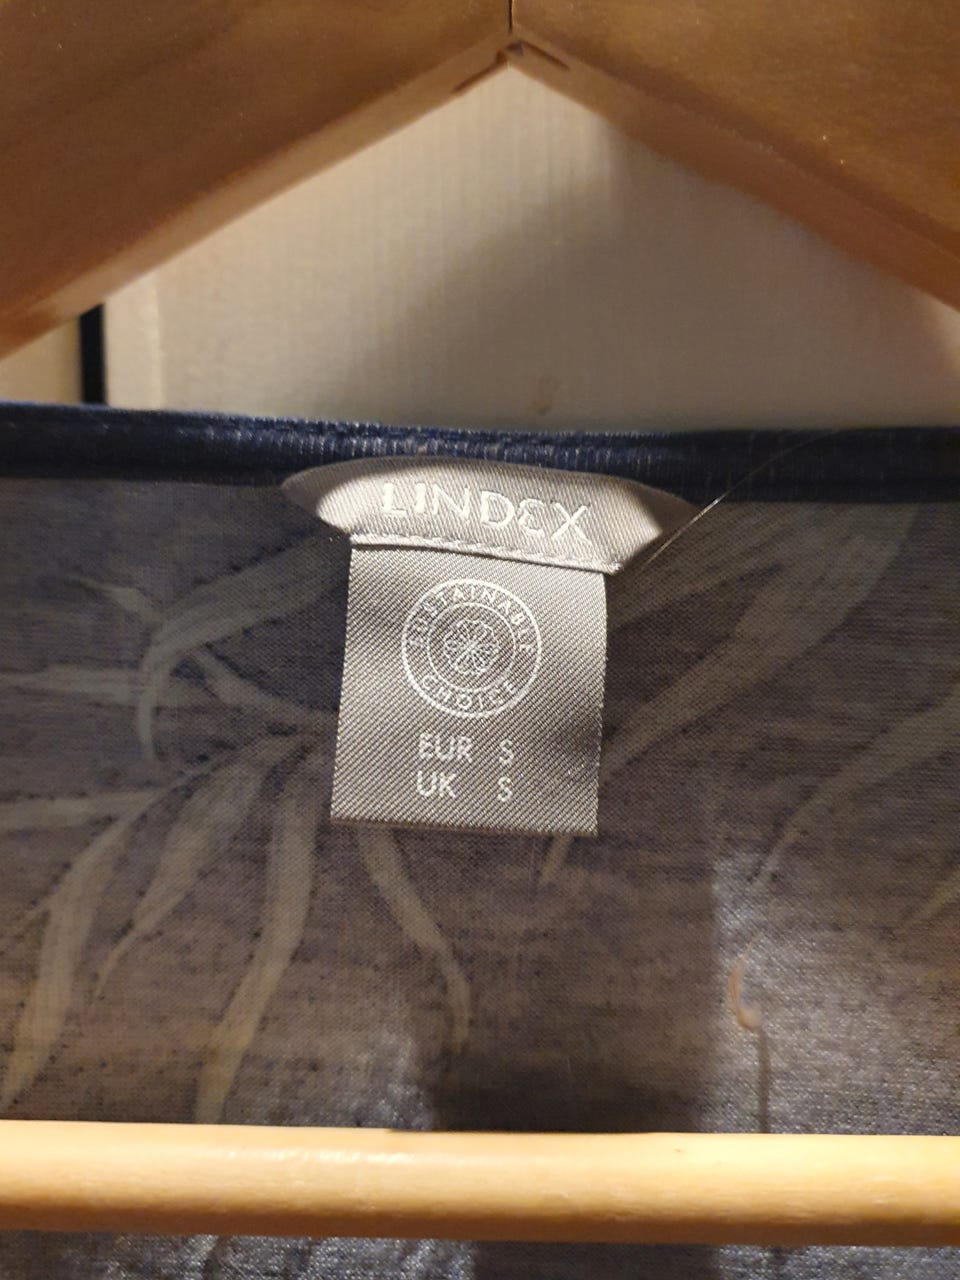 LINDEX
SUSTAINABLE
CHOICE
EUR S
UK S